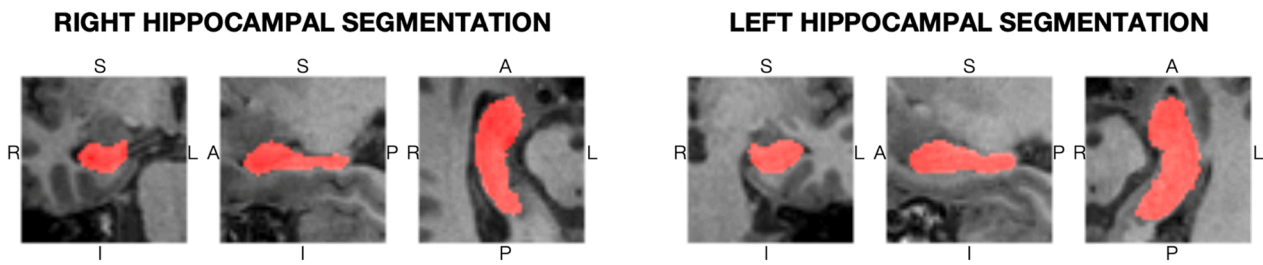 RIGHT HIPPOCAMPAL SEGMENTATION
LEFT HIPPOCAMPAL SEGMENTATION
S S A S S A
R L A P R L R L A P R L
I I P I I P